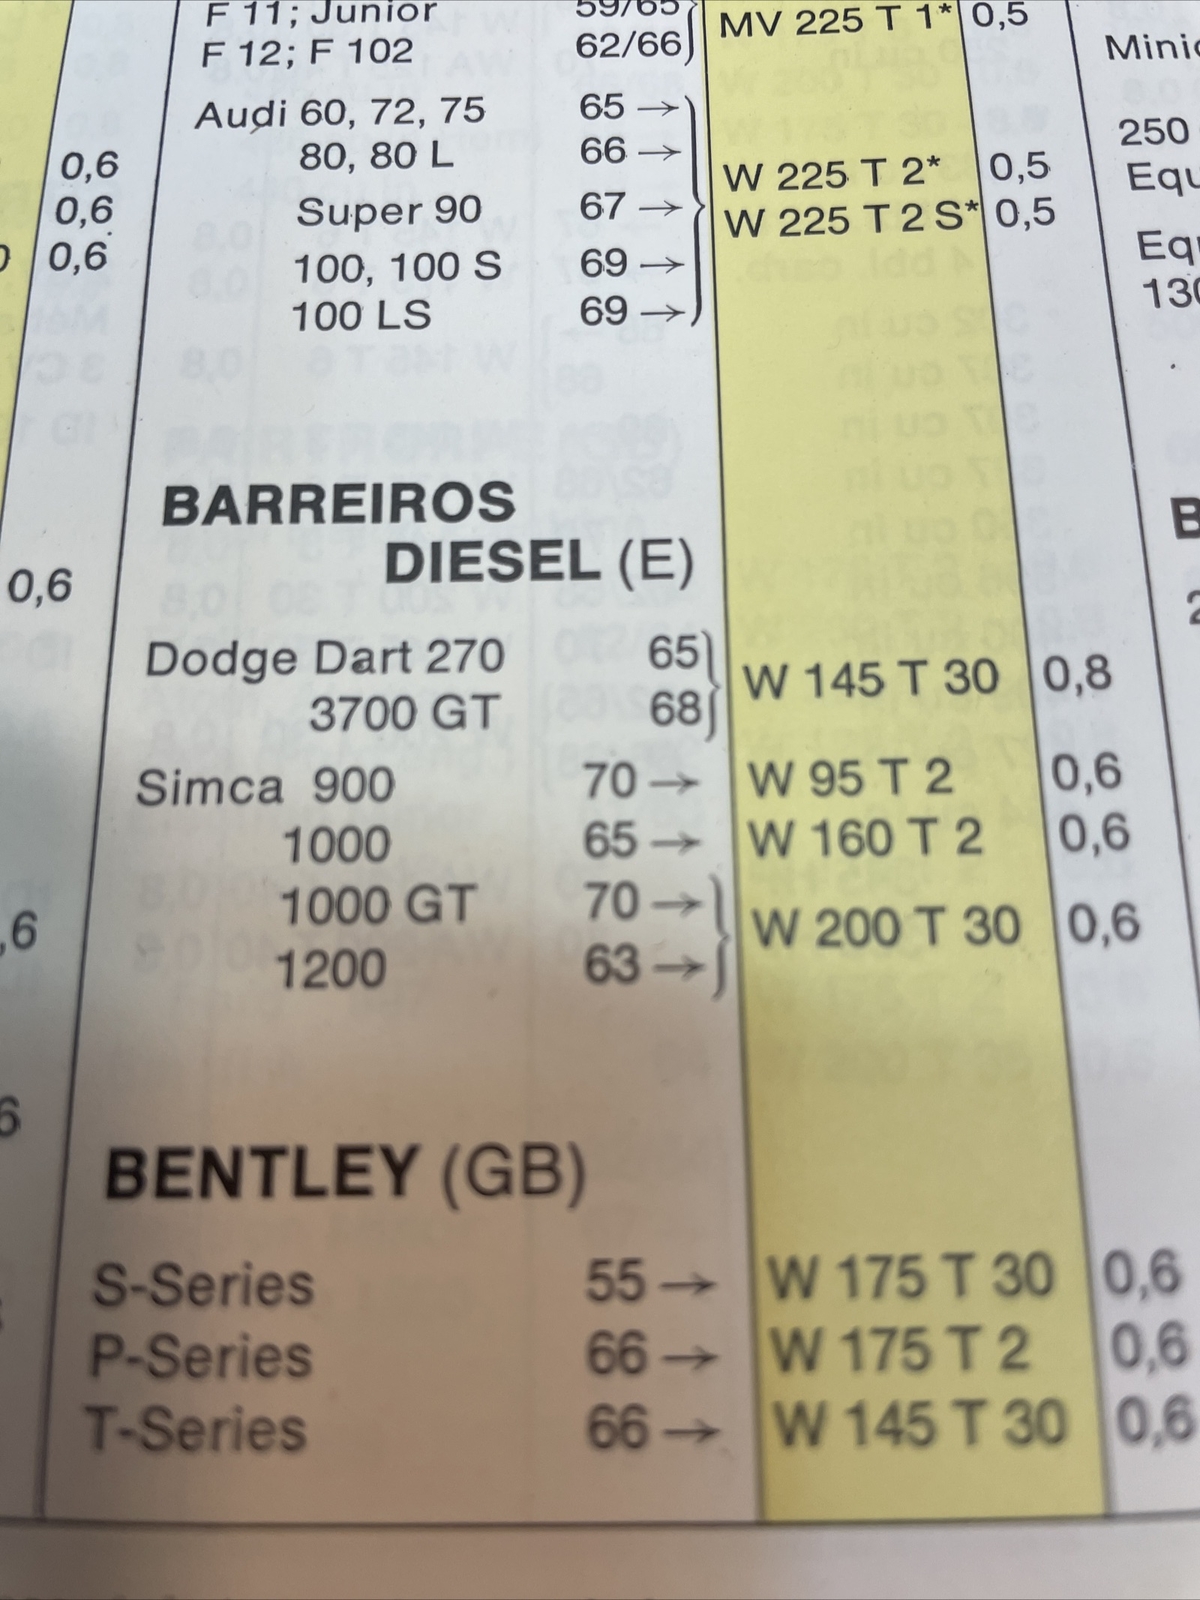 F 11; Junior 59/65 MV 225 T 1* 0,5
F 12; F 102 62/66
Audi 60, 72, 75 65 →
80, 80 L 66 → W 225 T 2* 0,5
Super 90 67 → W 225 T 2 S* 0,5
100, 100 S 69 →
100 LS 69 →
BARREIROS
DIESEL (E)
Dodge Dart 270 65 W 145 T 30 0,8
3700 GT 68
Simca 900 70 → W 95 T 2 0,6
1000 65 → W 160 T 2 0,6
1000 GT 70 → W 200 T 30 0,6
1200 63 →
BENTLEY (GB)
S-Series 55 → W 175 T 30 0,6
P-Series 66 → W 175 T 2 0,6
T-Series 66 → W 145 T 30 0,6
0,6
0,6
0,6
0,6
,6
6
250